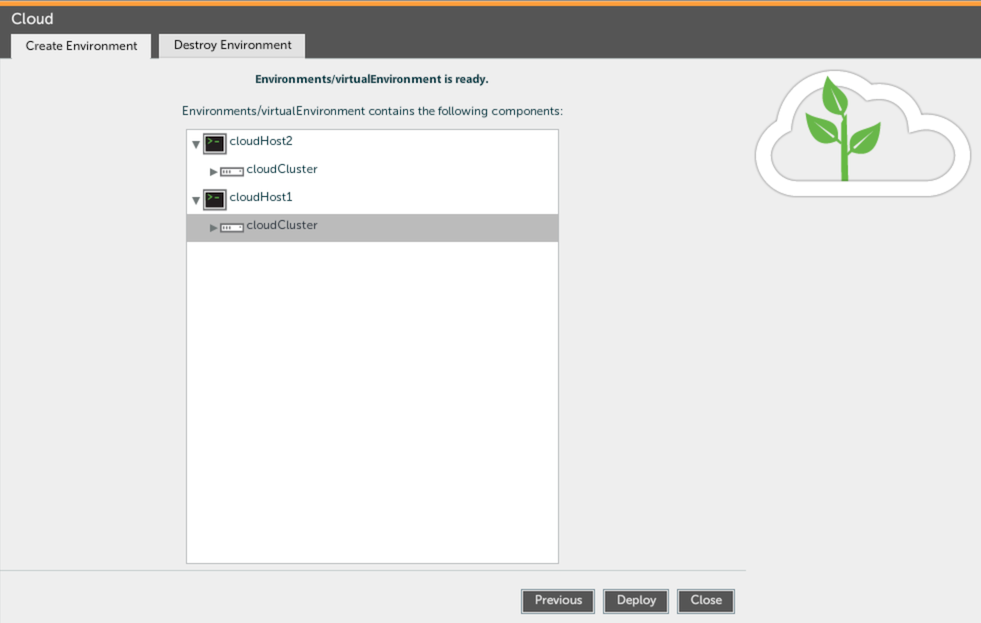 Cloud
Create Environment
Destroy Environment
Environments/virtualEnvironment is ready.
Environments/virtualEnvironment contains the following components:
cloudHost2
cloudCluster
cloudHost1
cloudCluster
Previous
Deploy
Close